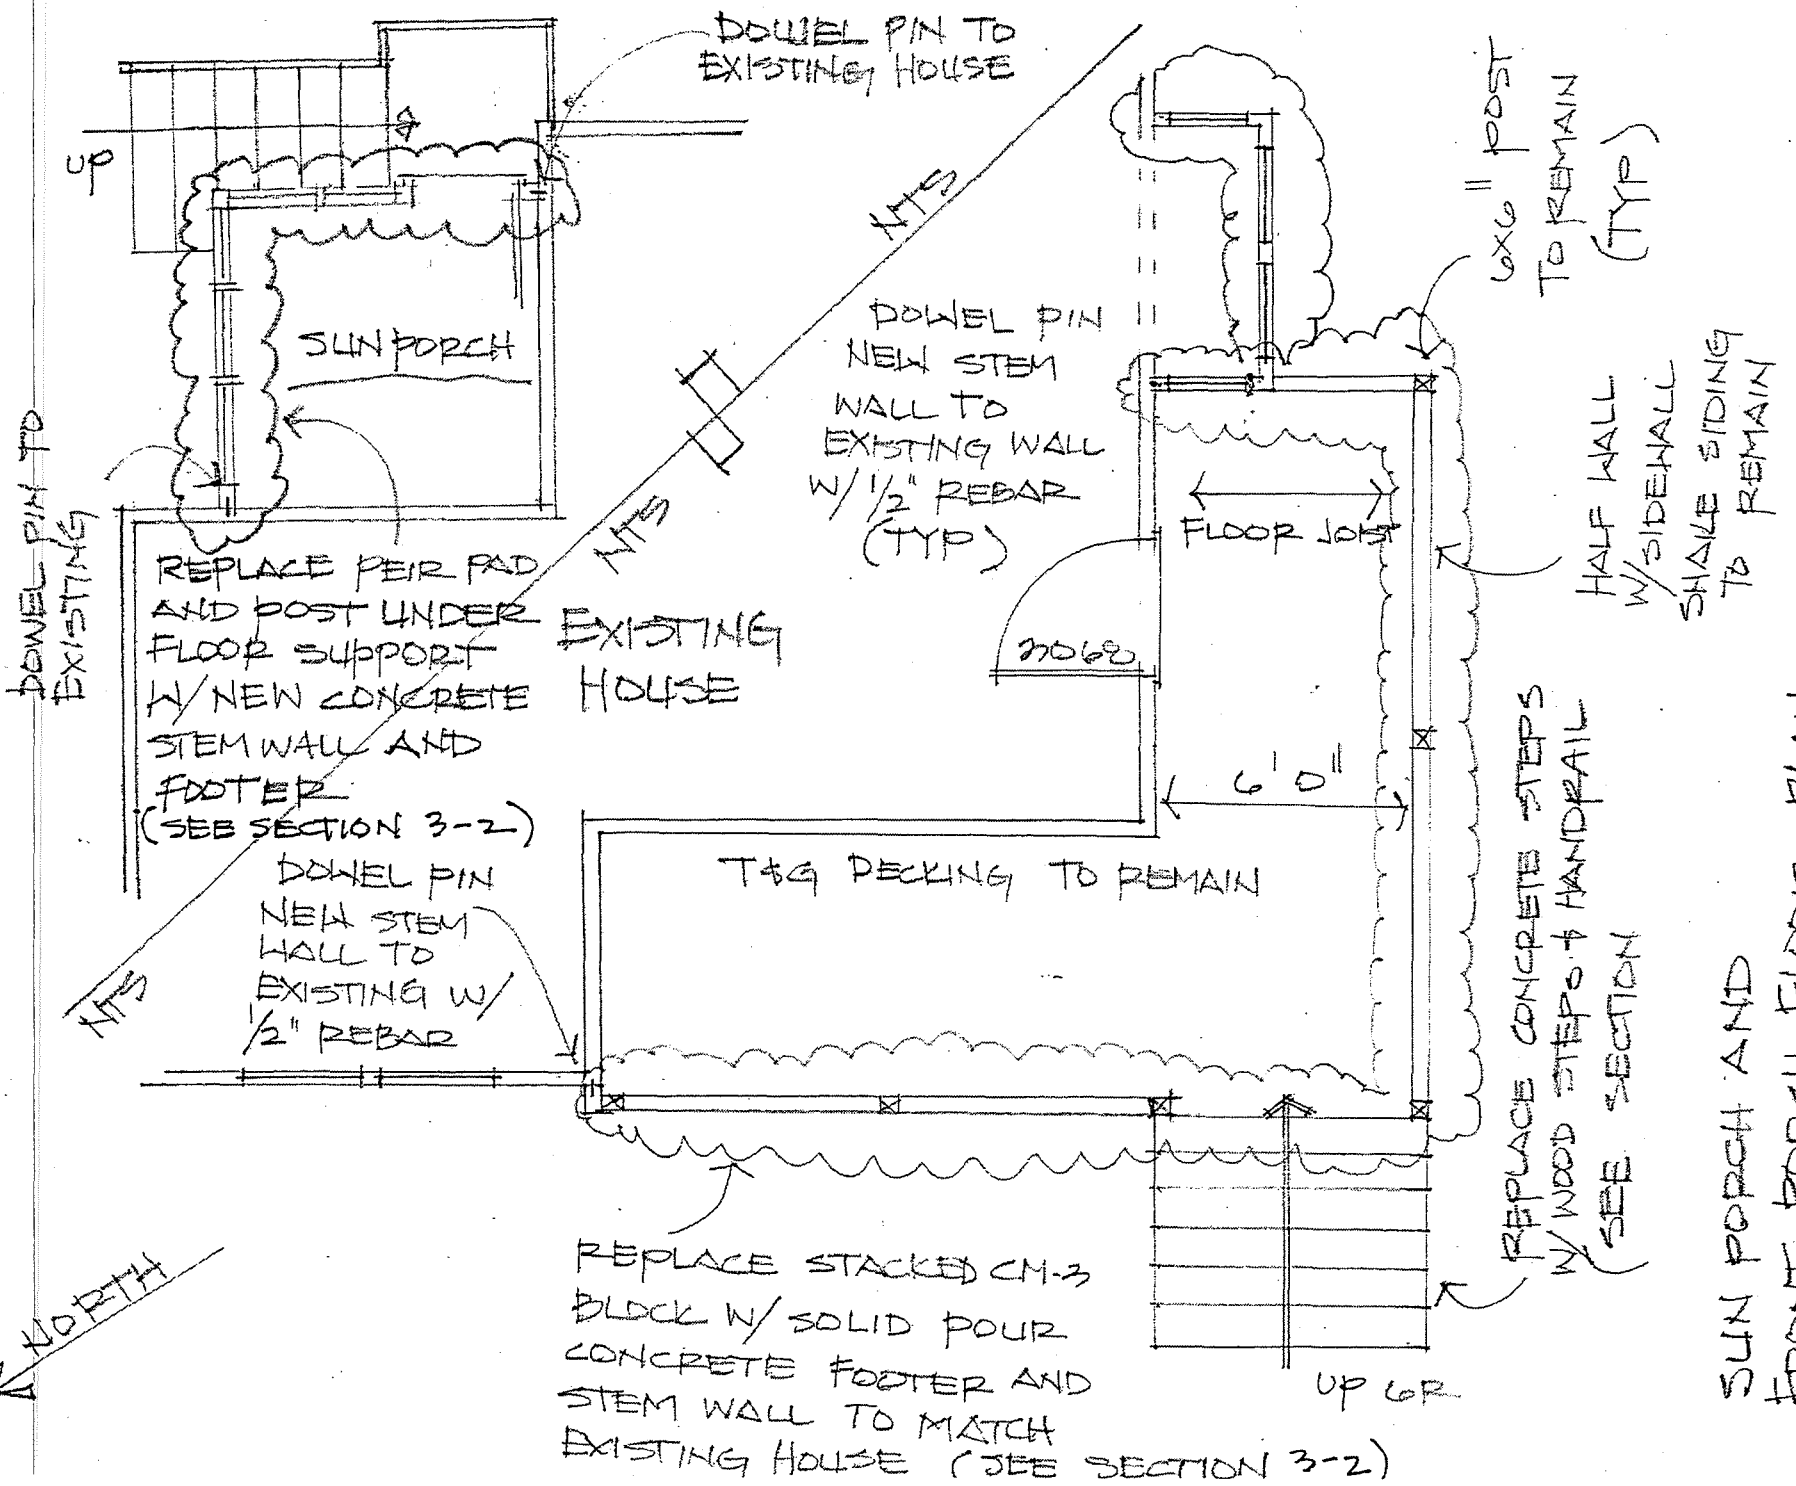 DOWEL PIN TO
EXISTING HOUSE
UP
SUN PORCH
DOWEL PIN TO
EXISTING
REPLACE PEIR PAD
AND POST UNDER
FLOOR SUPPORT
W/ NEW CONCRETE
STEM WALL AND
FOOTER
(SEE SECTION 3-2)
NTS
NTS
NTS
EXISTING
HOUSE
DOWEL PIN
NEW STEM
WALL TO
EXISTING WALL
W/ 1/2" REBAR
(TYP)
6x6" POST
TO REMAIN
(TYP)
FLOOR JOIST
HALF WALL
W/ SIDEWALL
SHAKE SIDING
TO REMAIN
3068
6'0"
T&G DECKING TO REMAIN
DOWEL PIN
NEW STEM
WALL TO
EXISTING W/
1/2" REBAR
REPLACE CONCRETE STEPS
W/ WOOD STEPS & HANDRAIL
(SEE SECTION
REPLACE STACKED CM-3
BLOCK W/ SOLID POUR
CONCRETE FOOTER AND
STEM WALL TO MATCH
EXISTING HOUSE (SEE SECTION 3-2)
UP 6R
NORTH
SUN PORCH AND